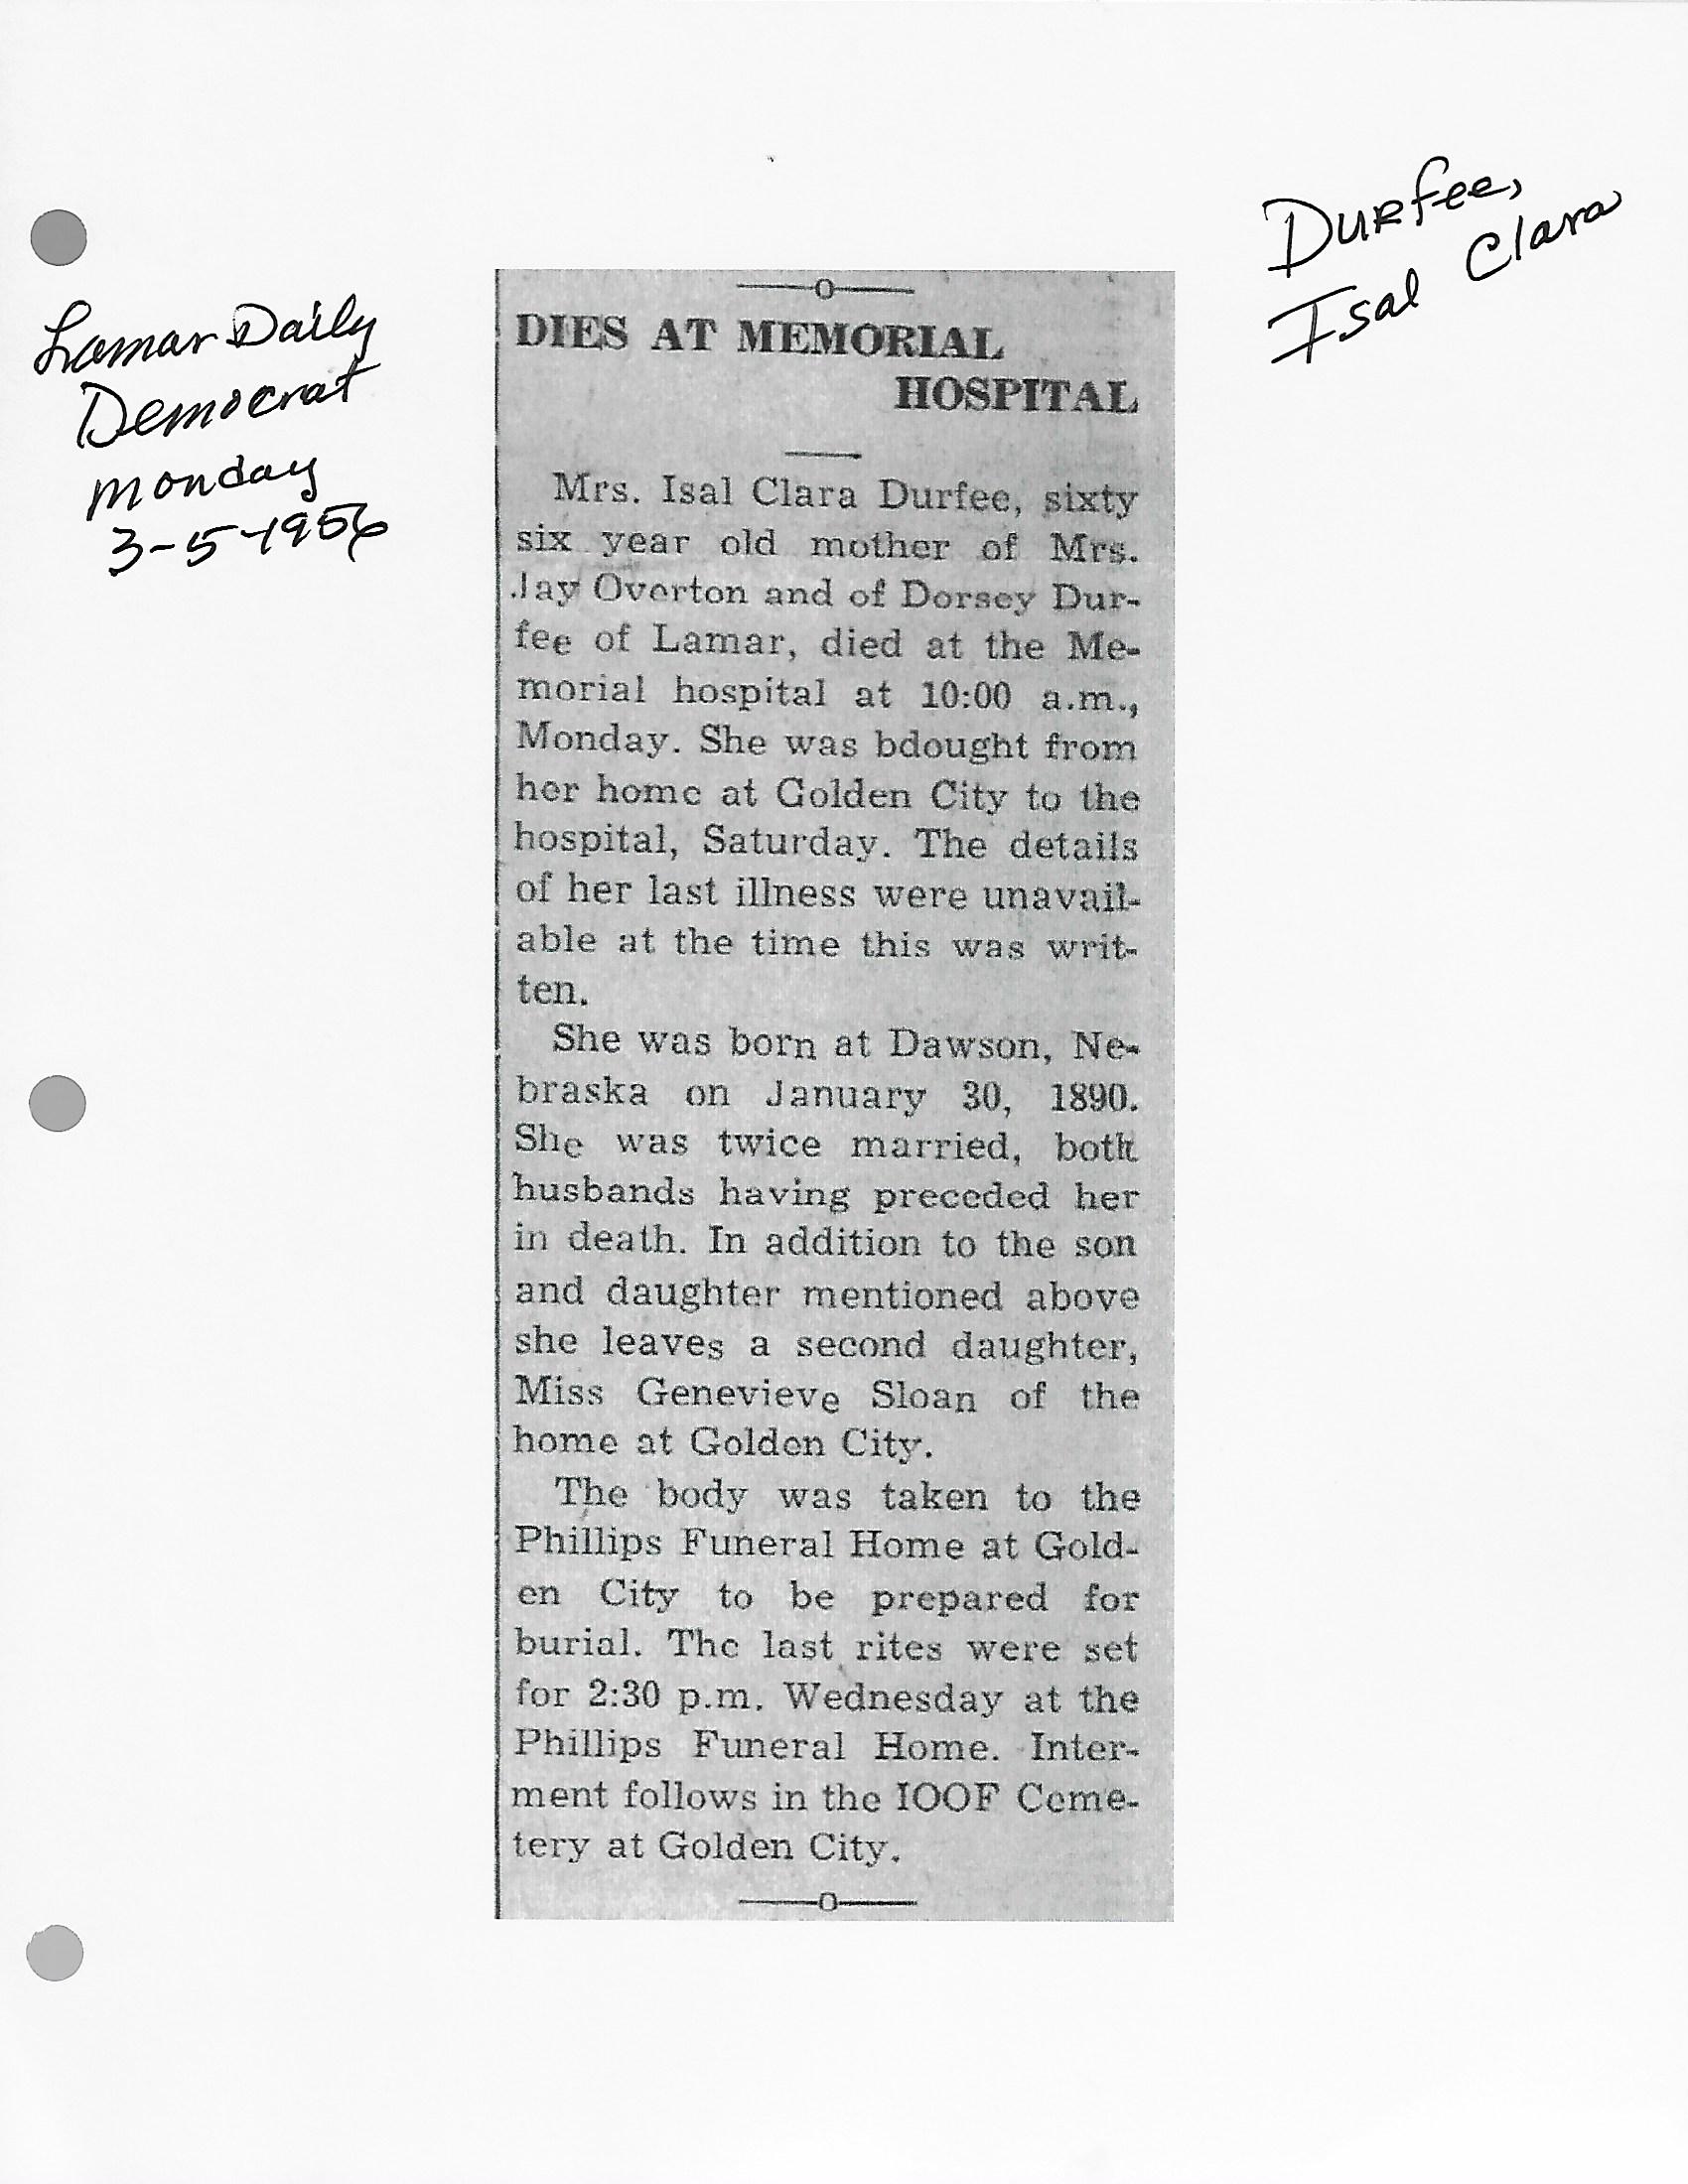 Durfee,
Isal Clara
Lamar Daily
Democrat
Monday
3-5-1956
—o—
DIES AT MEMORIAL
HOSPITAL
Mrs. Isal Clara Durfee, sixty
six year old mother of Mrs.
Jay Overton and of Dorsey Dur-
fee of Lamar, died at the Me-
morial hospital at 10:00 a.m.,
Monday. She was bdought from
her home at Golden City to the
hospital, Saturday. The details
of her last illness were unavail-
able at the time this was writ-
ten.
She was born at Dawson, Ne-
braska on January 30, 1890.
She was twice married, both
husbands having preceded her
in death. In addition to the son
and daughter mentioned above
she leaves a second daughter,
Miss Genevieve Sloan of the
home at Golden City.
The body was taken to the
Phillips Funeral Home at Gold-
en City to be prepared for
burial. The last rites were set
for 2:30 p.m. Wednesday at the
Phillips Funeral Home. Inter-
ment follows in the IOOF Ceme-
tery at Golden City.
—o—